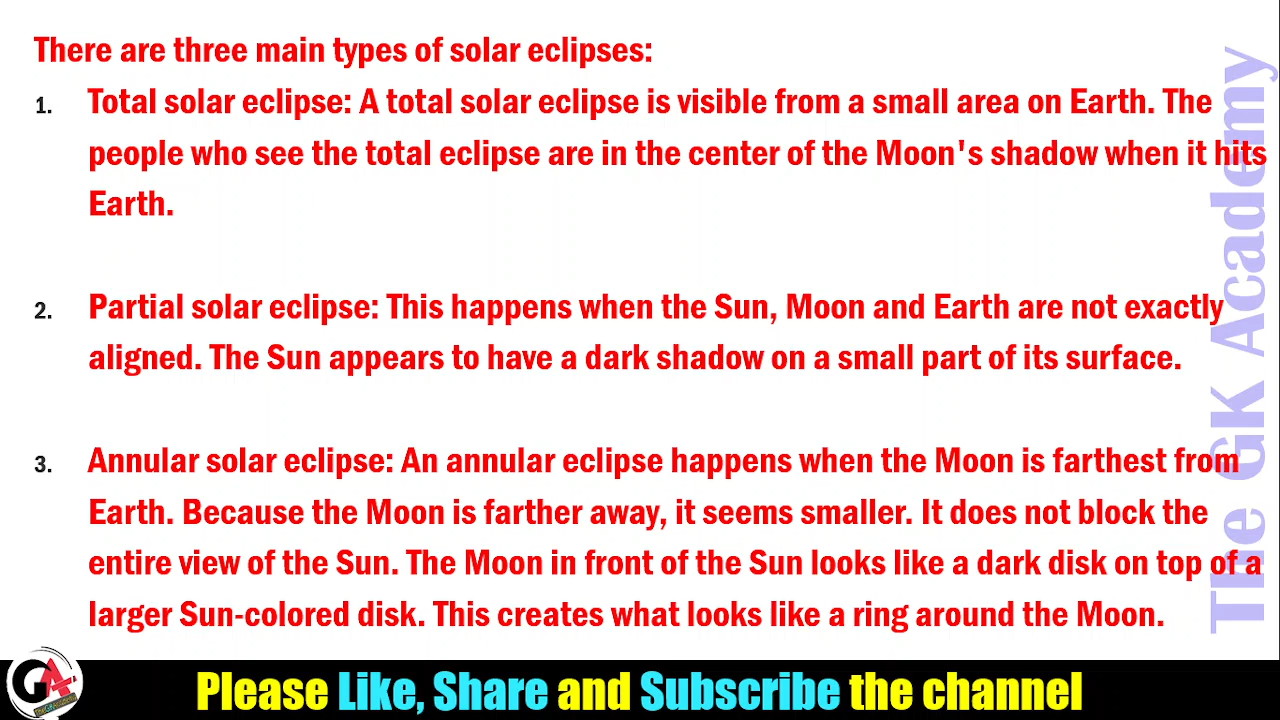 There are three main types of solar eclipses:
1. Total solar eclipse: A total solar eclipse is visible from a small area on Earth. The
people who see the total eclipse are in the center of the Moon's shadow when it hits
Earth.
2. Partial solar eclipse: This happens when the Sun, Moon and Earth are not exactly
aligned. The Sun appears to have a dark shadow on a small part of its surface.
3. Annular solar eclipse: An annular eclipse happens when the Moon is farthest from
Earth. Because the Moon is farther away, it seems smaller. It does not block the
entire view of the Sun. The Moon in front of the Sun looks like a dark disk on top of a
larger Sun-colored disk. This creates what looks like a ring around the Moon.
The GK Academy
GA
Please Like, Share and Subscribe the channel